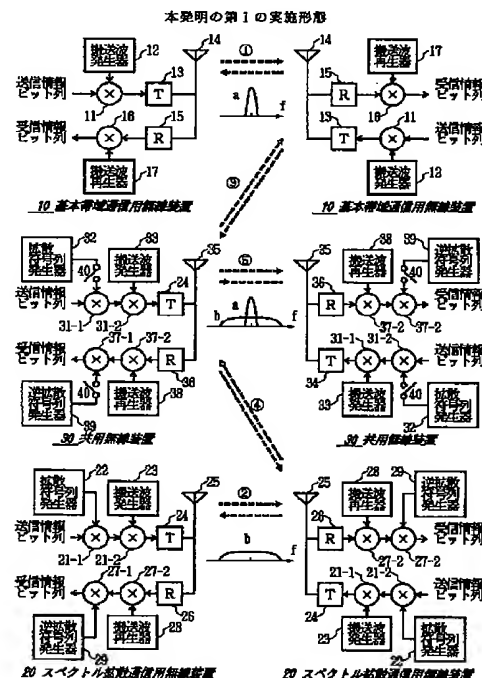 本発明の第1の実施形態
12
搬送波
発生器
13
14
①
14
搬送波
再生器
17
送信情報
ビット列
T
a
f
15
R
受信情報
ビット列
11
16
15
16
11
受信情報
ビット列
R
13
T
送信情報
ビット列
搬送波
再生器
17
搬送波
発生器
12
10 基本帯域通信用無線装置
③
10 基本帯域通信用無線装置
拡散
符号列
発生器
32
搬送波
発生器
33
35
⑤
35
搬送波
再生器
38
逆拡散
符号列
発生器
39
40
24
36
40
送信情報
ビット列
T
a
b
f
R
受信情報
ビット列
31-1
31-2
37-1
37-2
31-1
31-2
37-2
37-1
受信情報
ビット列
R
34
T
送信情報
ビット列
40
36
40
逆拡散
符号列
発生器
39
搬送波
再生器
38
搬送波
発生器
33
拡散
符号列
発生器
32
30 共用無線装置
④
30 共用無線装置
拡散
符号列
発生器
22
搬送波
発生器
23
25
②
25
搬送波
再生器
28
逆拡散
符号列
発生器
29
24
26
送信情報
ビット列
T
b
f
R
受信情報
ビット列
21-1
21-2
27-1
27-2
21-1
21-2
27-2
受信情報
ビット列
R
26
T
24
送信情報
ビット列
逆拡散
符号列
発生器
29
搬送波
再生器
28
23
搬送波
発生器
拡散
符号列
発生器
22
20 スペクトル拡散通信用無線装置
20 スペクトル拡散通信用無線装置